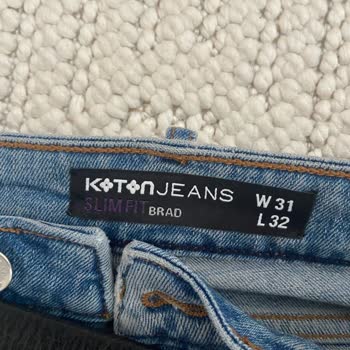 KOTON JEANS W 31
SLIM FIT BRAD L 32